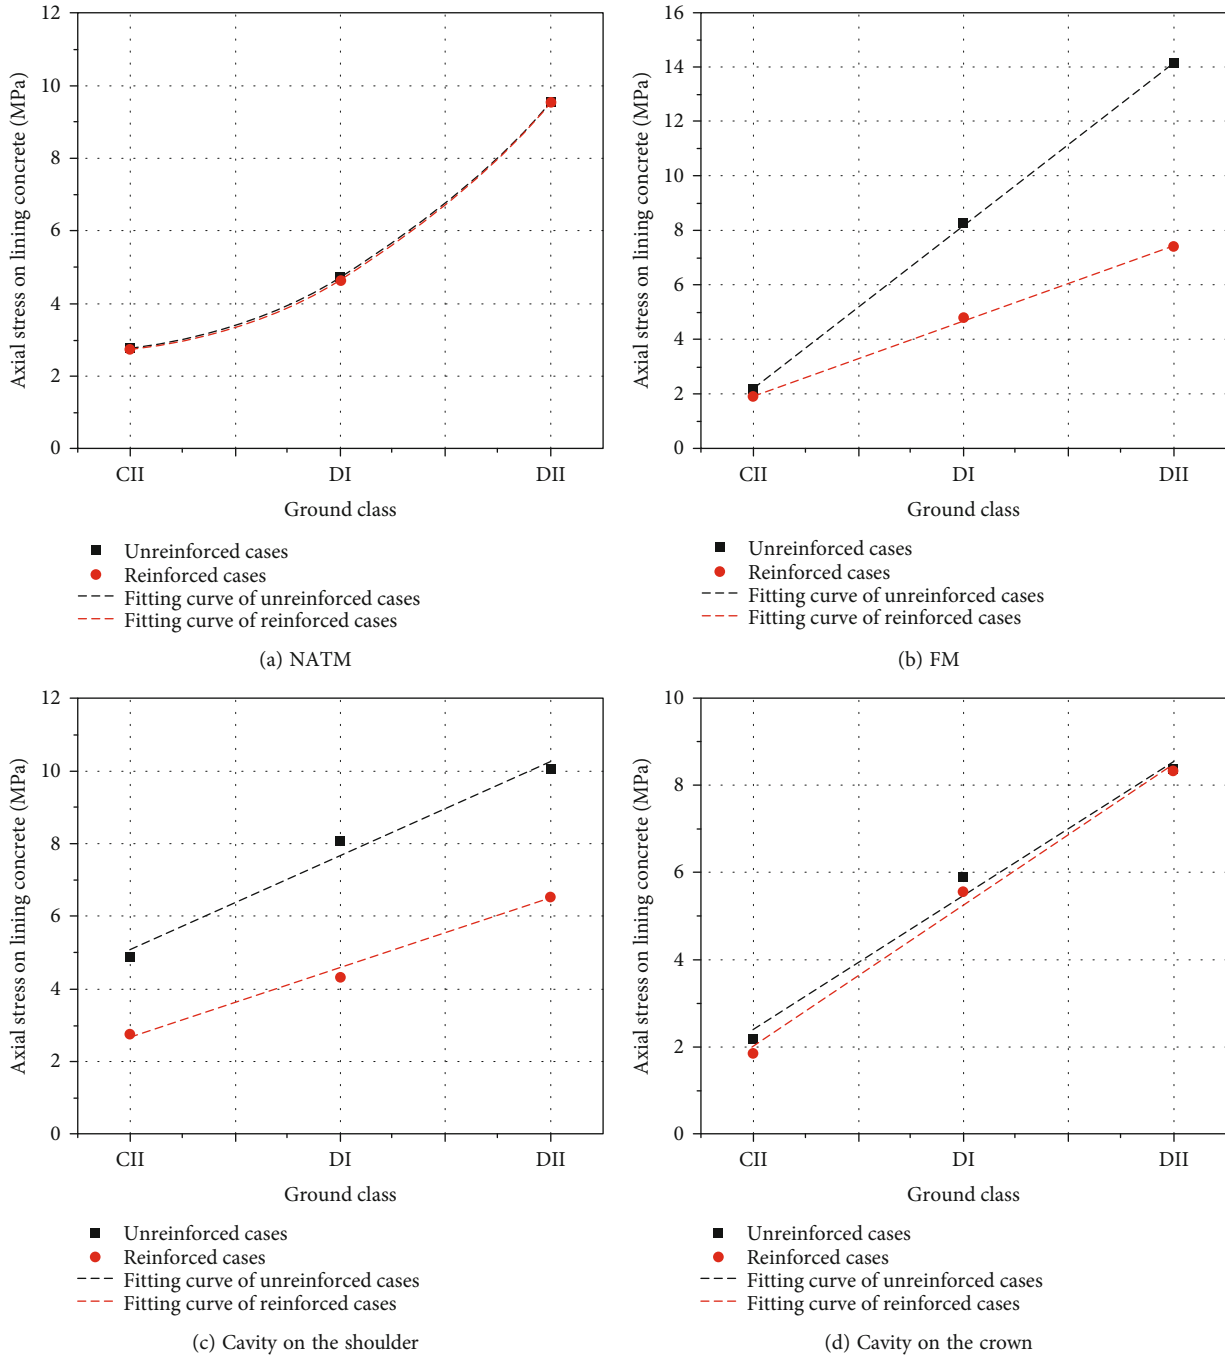 12
10
8
6
4
2
0
Axial stress on lining concrete (MPa)
CII DI DII
Ground class
Unreinforced cases
Reinforced cases
Fitting curve of unreinforced cases
Fitting curve of reinforced cases
(a) NATM
16
14
12
10
8
6
4
2
0
Axial stress on lining concrete (MPa)
CII DI DII
Ground class
Unreinforced cases
Reinforced cases
Fitting curve of unreinforced cases
Fitting curve of reinforced cases
(b) FM
12
10
8
6
4
2
0
Axial stress on lining concrete (MPa)
CII DI DII
Ground class
Unreinforced cases
Reinforced cases
Fitting curve of unreinforced cases
Fitting curve of reinforced cases
(c) Cavity on the shoulder
10
8
6
4
2
0
Axial stress on lining concrete (MPa)
CII DI DII
Ground class
Unreinforced cases
Reinforced cases
Fitting curve of unreinforced cases
Fitting curve of reinforced cases
(d) Cavity on the crown